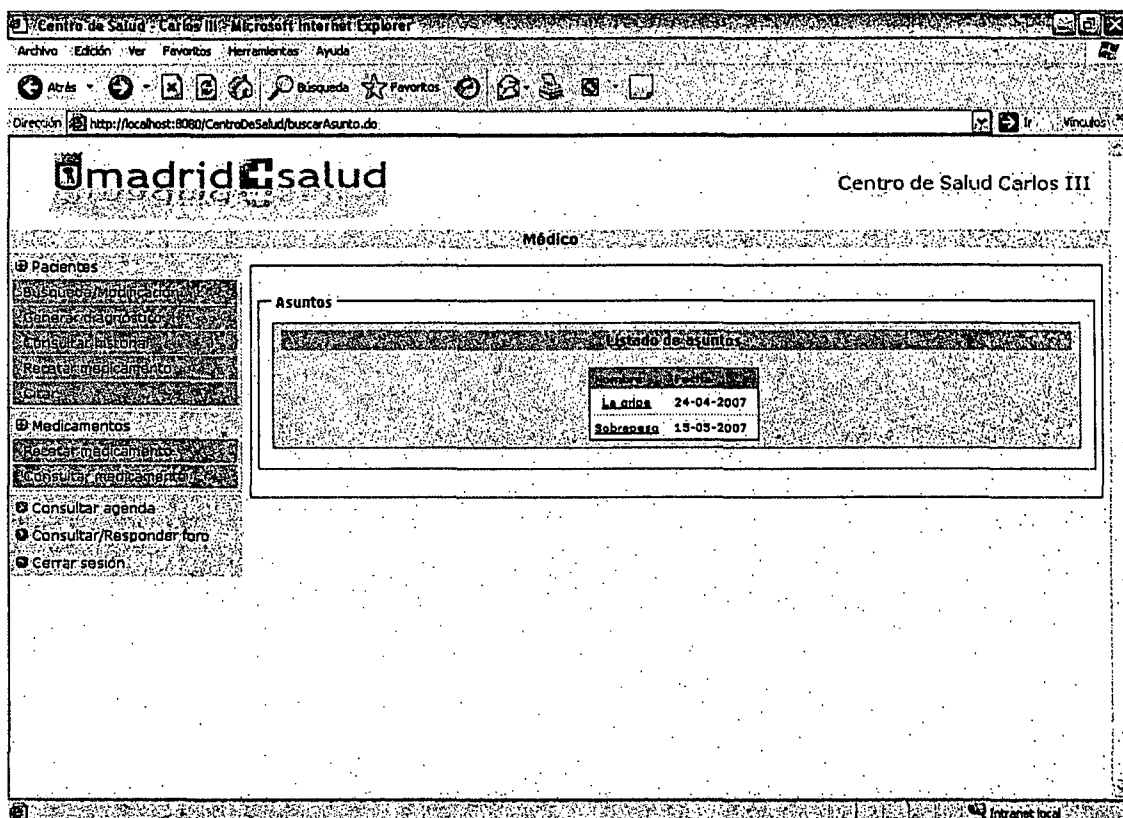 Centro de Salud - Carlos III - Microsoft Internet Explorer
Archivo Edición Ver Favoritos Herramientas Ayuda
Atrás Búsqueda Favoritos
Dirección http://localhost:8080/CentroDeSalud/buscarAsunto.do Ir Vínculos
madrid salud
Centro de Salud Carlos III
Médico
Pacientes
Búsqueda/Modificación
Generar diagnóstico
Consultar historial
Recetar medicamento
Citar
Medicamentos
Recetar medicamento
Consultar medicamento
Consultar agenda
Consultar/Responder foro
Cerrar sesión
Asuntos
Listado de asuntos
Nombre Fecha
La gripe 24-04-2007
Sobrepeso 15-05-2007
Intranet local